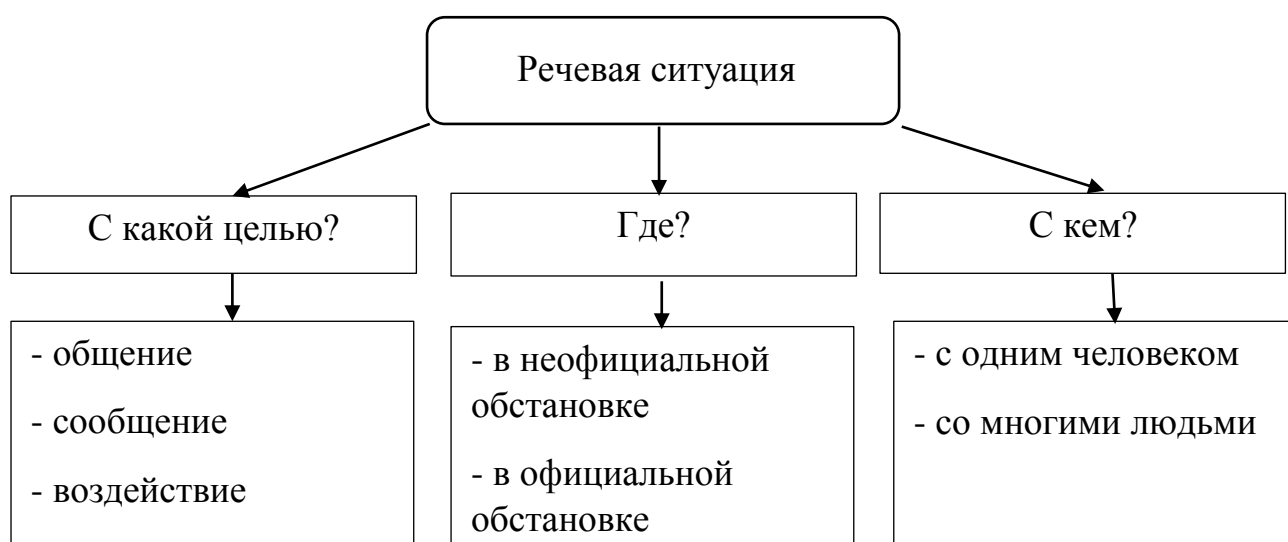 Речевая ситуация
С какой целью?
Где?
С кем?
- общение
- сообщение
- воздействие
- в неофициальной
обстановке
- в официальной
обстановке
- с одним человеком
- со многими людьми